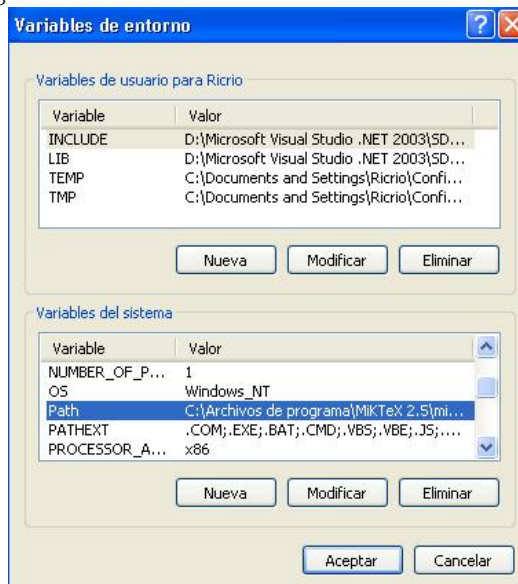 Variables de entorno
Variables de usuario para Ricrio
Variable Valor
INCLUDE D:\Microsoft Visual Studio .NET 2003\SD...
LIB D:\Microsoft Visual Studio .NET 2003\SD...
TEMP C:\Documents and Settings\Ricrio\Confi...
TMP C:\Documents and Settings\Ricrio\Confi...
Nueva Modificar Eliminar
Variables del sistema
Variable Valor
NUMBER_OF_P... 1
OS Windows_NT
Path C:\Archivos de programa\MiKTeX 2.5\mi...
PATHEXT .COM;.EXE;.BAT;.CMD;.VBS;.VBE;.JS;....
PROCESSOR_A... x86
Nueva Modificar Eliminar
Aceptar Cancelar